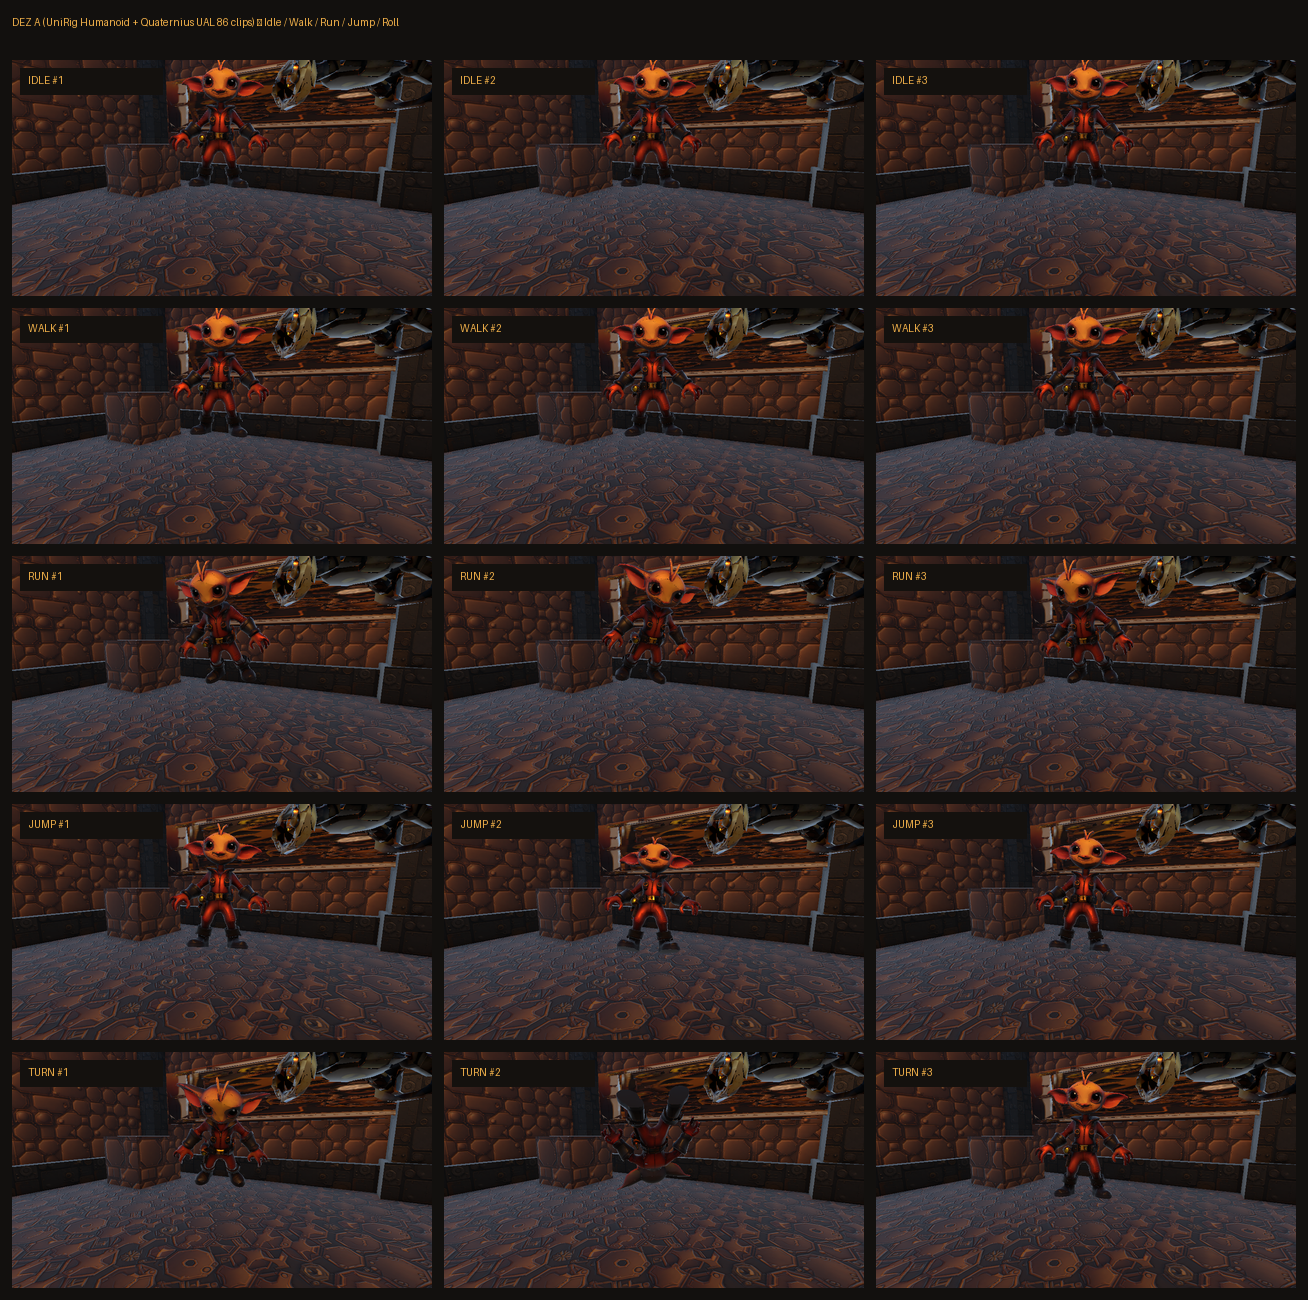 DEZ A (UniRig Humanoid + Quaternius UAL 86 clips) ▯ Idle / Walk / Run / Jump / Roll
IDLE #1
IDLE #2
IDLE #3
WALK #1
WALK #2
WALK #3
RUN #1
RUN #2
RUN #3
JUMP #1
JUMP #2
JUMP #3
TURN #1
TURN #2
TURN #3